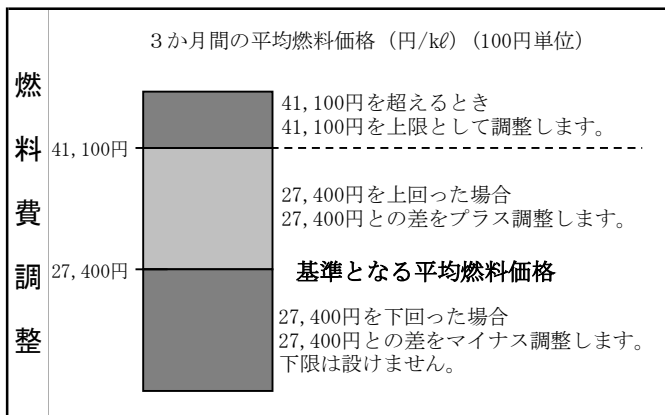 ３か月間の平均燃料価格（円/kℓ）(100円単位)
燃料費調整
41,100円を超えるとき
41,100円を上限として調整します。
41,100円
27,400円を上回った場合
27,400円との差をプラス調整します。
27,400円
基準となる平均燃料価格
27,400円を下回った場合
27,400円との差をマイナス調整します。
下限は設けません。